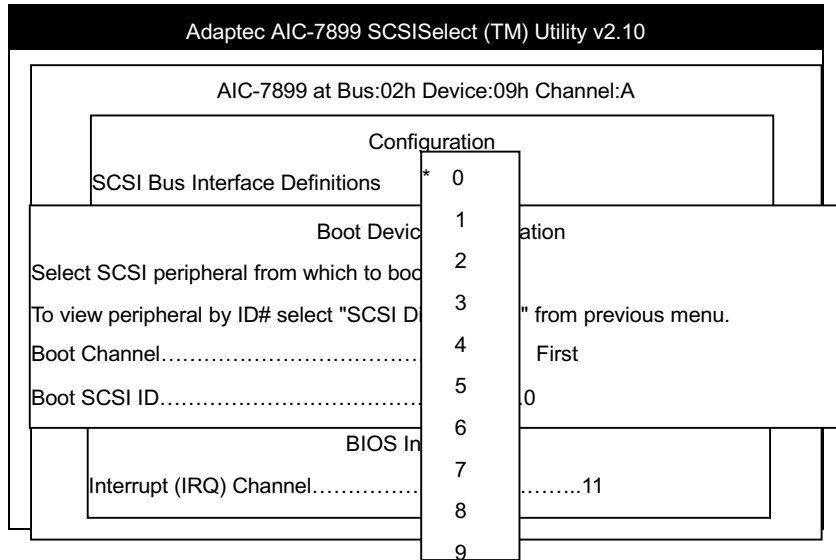 Adaptec AIC-7899 SCSISelect (TM) Utility v2.10
AIC-7899 at Bus:02h Device:09h Channel:A
Configuration
SCSI Bus Interface Definitions
* 0
1
2
3
4
5
6
7
8
9
Boot Devic ation
Select SCSI peripheral from which to boo
To view peripheral by ID# select "SCSI Di " from previous menu.
Boot Channel…………………………… First
Boot SCSI ID……………………………….0
BIOS In
Interrupt (IRQ) Channel………………………..11